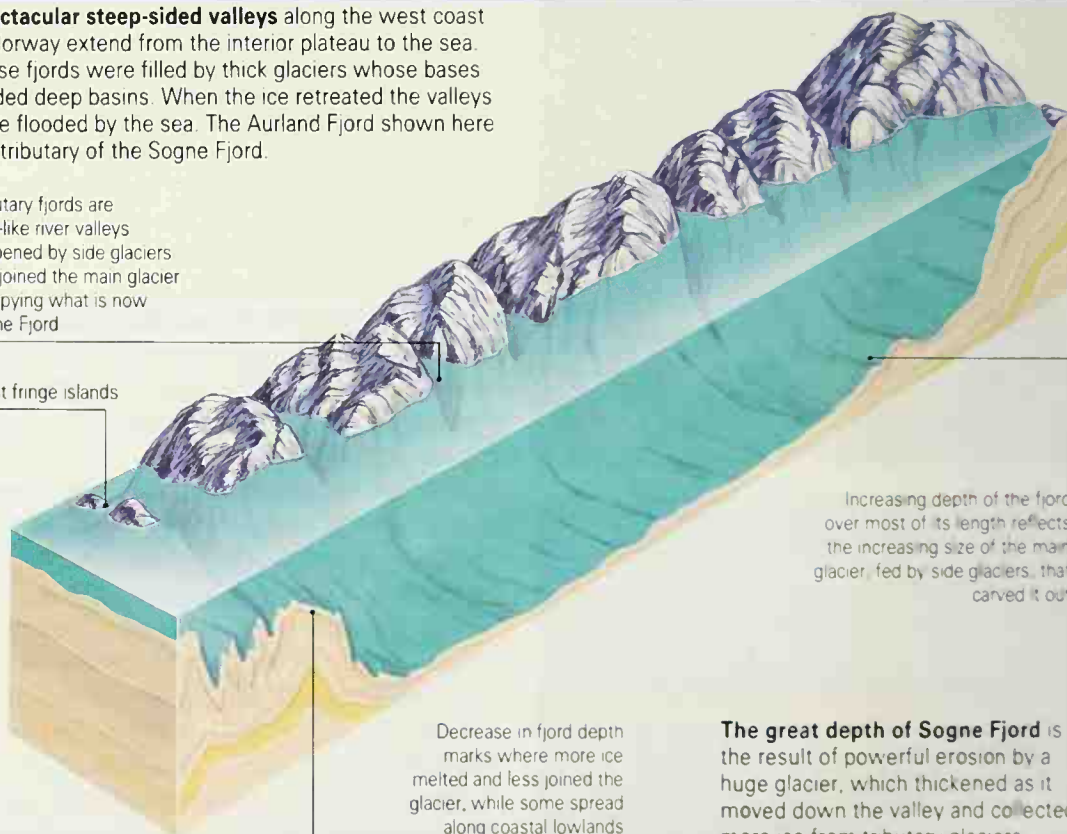 ctacular steep-sided valleys along the west coast
orway extend from the interior plateau to the sea.
se fjords were filled by thick glaciers whose bases
ded deep basins. When the ice retreated the valleys
e flooded by the sea. The Aurland Fjord shown here
tributary of the Sogne Fjord.
tary fjords are
-like river valleys
pened by side glaciers
joined the main glacier
pying what is now
ne Fjord
t fringe islands
Increasing depth of the fjord
over most of its length reflects
the increasing size of the main
glacier, fed by side glaciers, that
carved it out
Decrease in fjord depth
marks where more ice
melted and less joined the
glacier, while some spread
along coastal lowlands
The great depth of Sogne Fjord is
the result of powerful erosion by a
huge glacier, which thickened as it
moved down the valley and collected
more ice from tributary glaciers